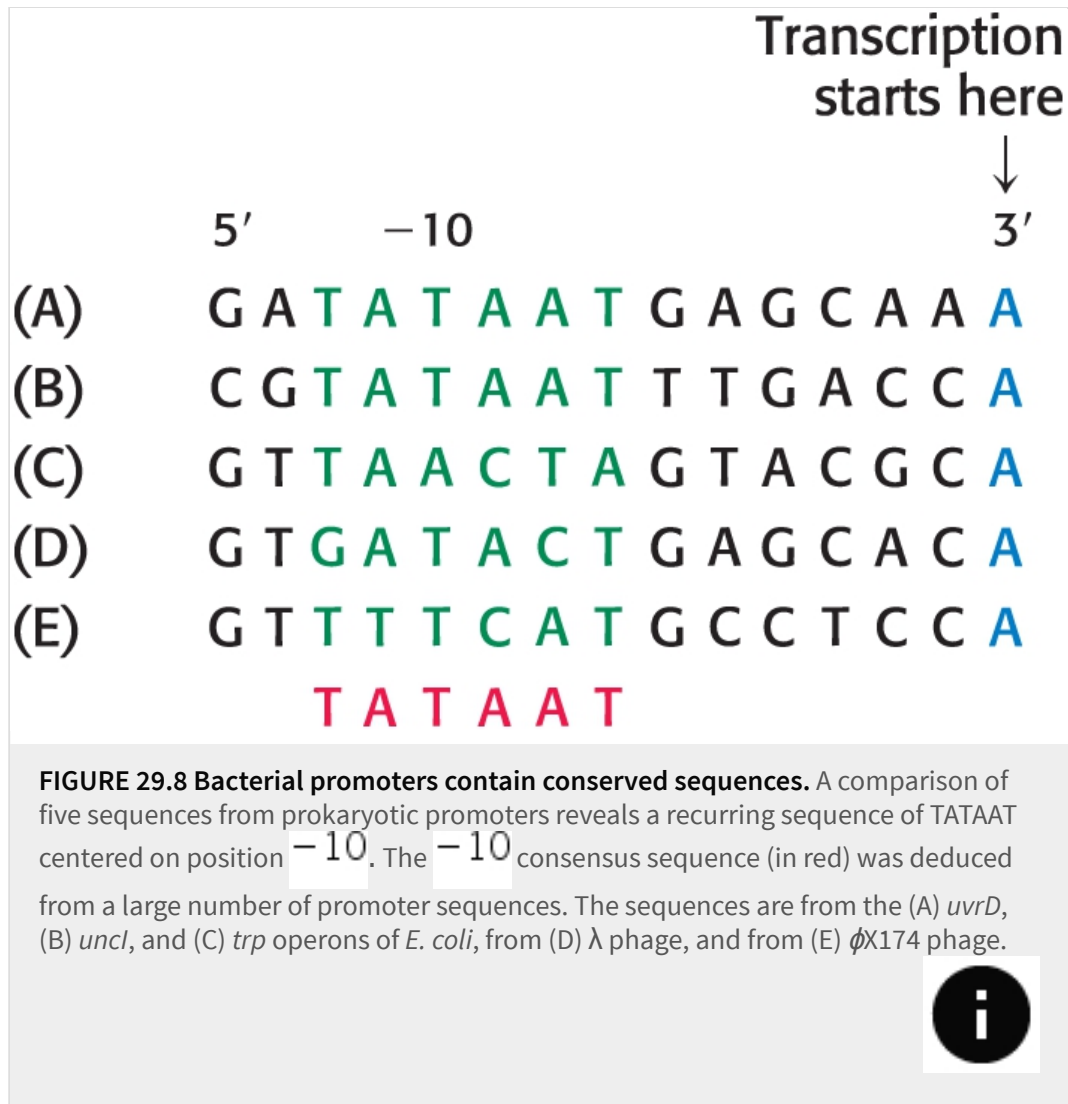 Transcription
starts here
↓
5′ −10 3′
(A) G A T A T A A T G A G C A A A
(B) C G T A T A A T T T G A C C A
(C) G T T A A C T A G T A C G C A
(D) G T G A T A C T G A G C A C A
(E) G T T T T C A T G C C T C C A
T A T A A T
FIGURE 29.8 Bacterial promoters contain conserved sequences. A comparison of
five sequences from prokaryotic promoters reveals a recurring sequence of TATAAT
centered on position −10. The −10 consensus sequence (in red) was deduced
from a large number of promoter sequences. The sequences are from the (A) uvrD,
(B) uncI, and (C) trp operons of E. coli, from (D) λ phage, and from (E) ϕX174 phage.
i